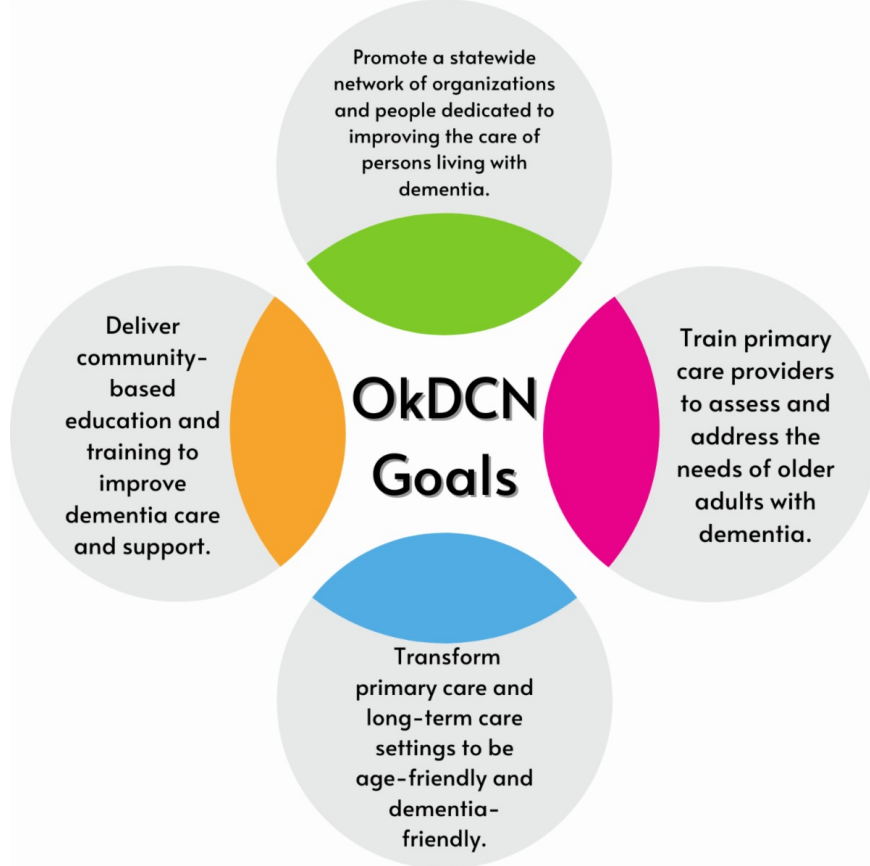 Promote a statewide
network of organizations
and people dedicated to
improving the care of
persons living with
dementia.
Deliver
community-
based
education and
training to
improve
dementia care
and support.
OkDCN
Goals
Train primary
care providers
to assess and
address the
needs of older
adults with
dementia.
Transform
primary care and
long-term care
settings to be
age-friendly and
dementia-
friendly.